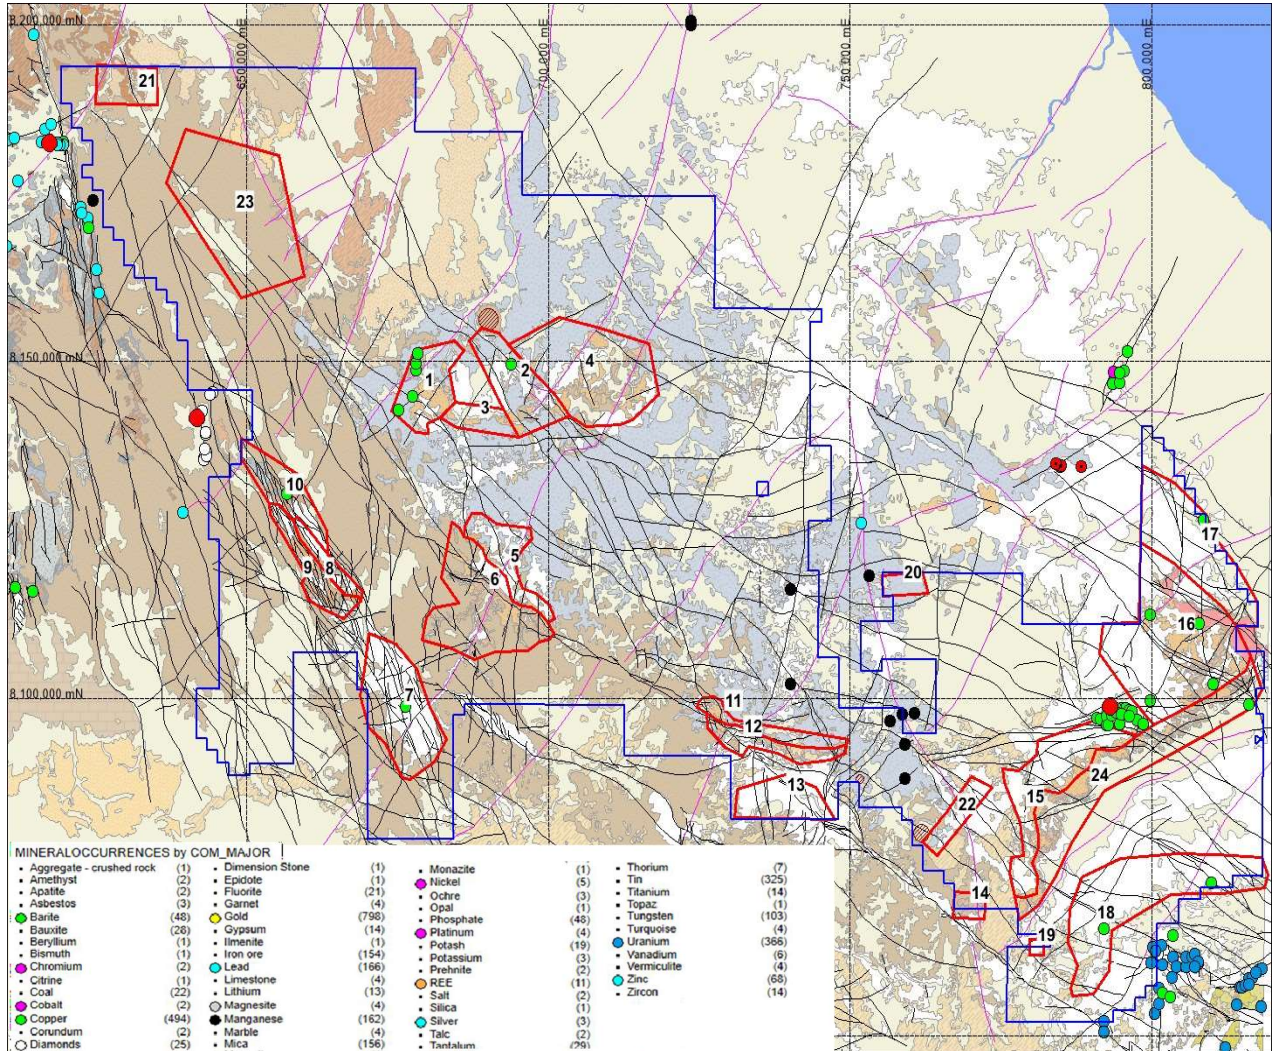 8,200,000 mN
650,000 mE
700,000 mE
750,000 mE
800,000 mE
21
23
8,150,000 mN
1
2
4
3
10
5
17
9
8
6
20
16
8,100,000 mN
7
11
12
24
13
15
22
14
18
19
MINERALOCCURRENCES by COM_MAJOR
Aggregate - crushed rock (1)
Amethyst (2)
Apatite (2)
Asbestos (3)
Barite (48)
Bauxite (28)
Beryllium (1)
Bismuth (1)
Chromium (2)
Citrine (1)
Coal (22)
Cobalt (2)
Copper (494)
Corundum (2)
Diamonds (25)
Dimension Stone (1)
Epidote (1)
Fluorite (21)
Garnet (4)
Gold (798)
Gypsum (14)
Ilmenite (1)
Iron ore (154)
Lead (166)
Limestone (4)
Lithium (13)
Magnesite (4)
Manganese (162)
Marble (4)
Mica (156)
Monazite (1)
Nickel (5)
Ochre (3)
Opal (1)
Phosphate (48)
Platinum (4)
Potash (19)
Potassium (3)
Prehnite (2)
REE (11)
Salt (2)
Silica (1)
Silver (3)
Talc (2)
Tantalum (29)
Thorium (7)
Tin (325)
Titanium (14)
Topaz (1)
Tungsten (103)
Turquoise (4)
Uranium (366)
Vanadium (6)
Vermiculite (4)
Zinc (68)
Zircon (14)